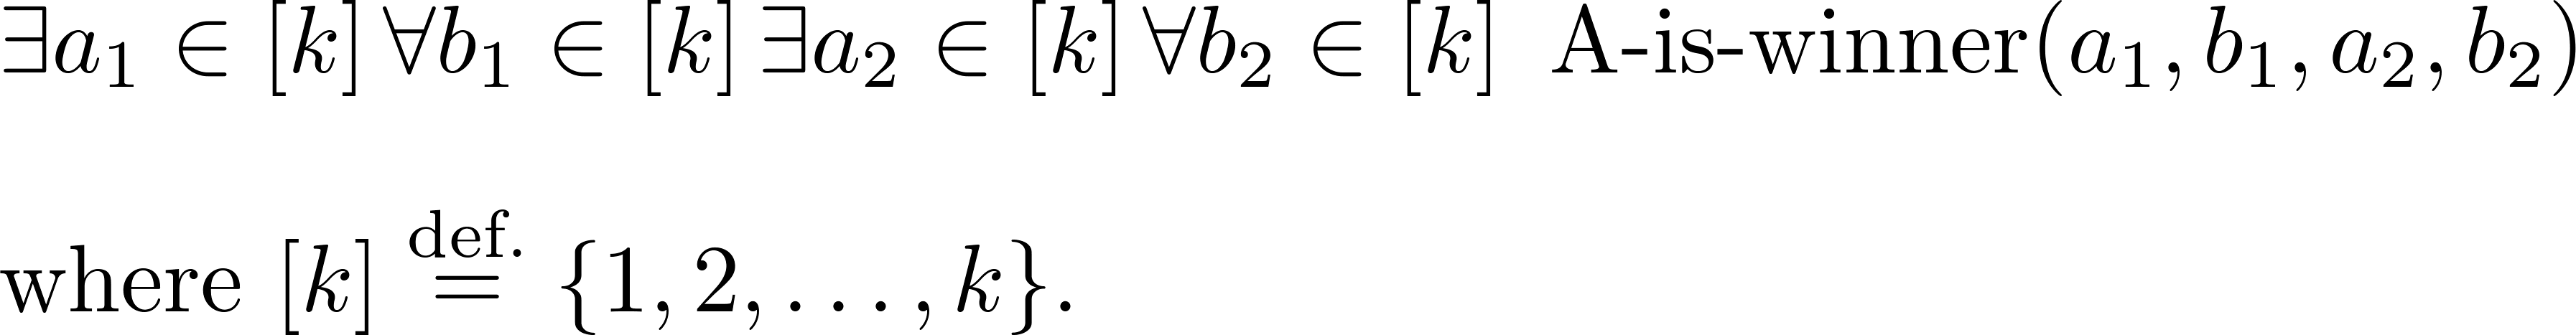 ∃a₁ ∈ [k] ∀b₁ ∈ [k] ∃a₂ ∈ [k] ∀b₂ ∈ [k] A-is-winner(a₁, b₁, a₂, b₂)
where [k] ≝ {1, 2, . . . , k}.